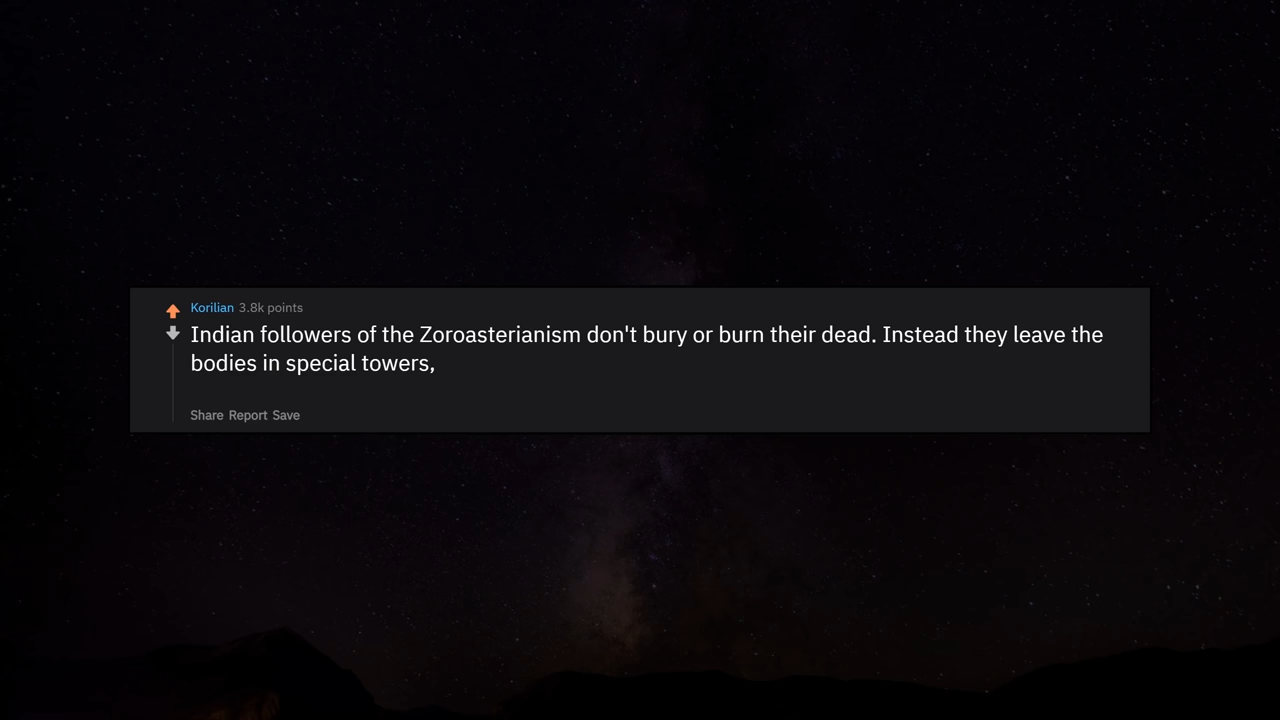 Korilian 3.8k points
Indian followers of the Zoroasterianism don't bury or burn their dead. Instead they leave the
bodies in special towers,
Share Report Save